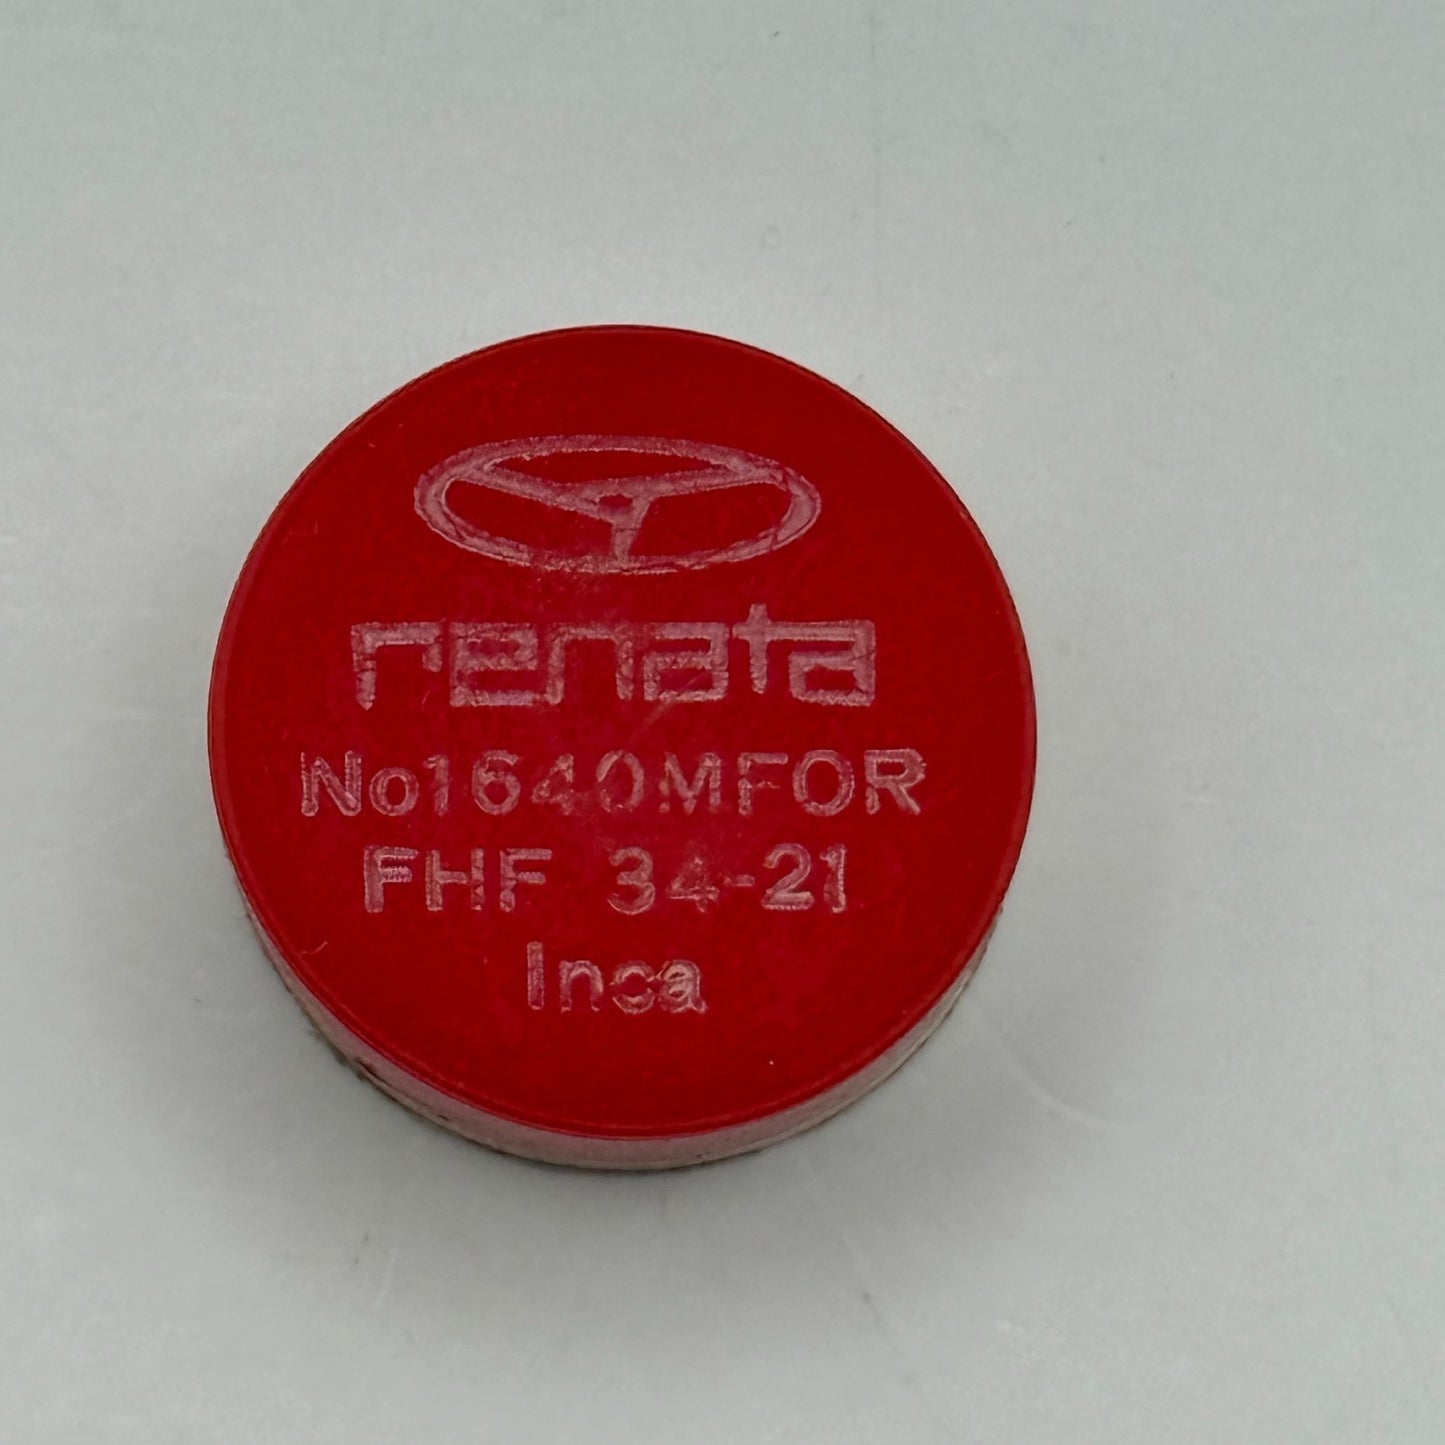 renata
No1640MFOR
FHF 34-21
Inca